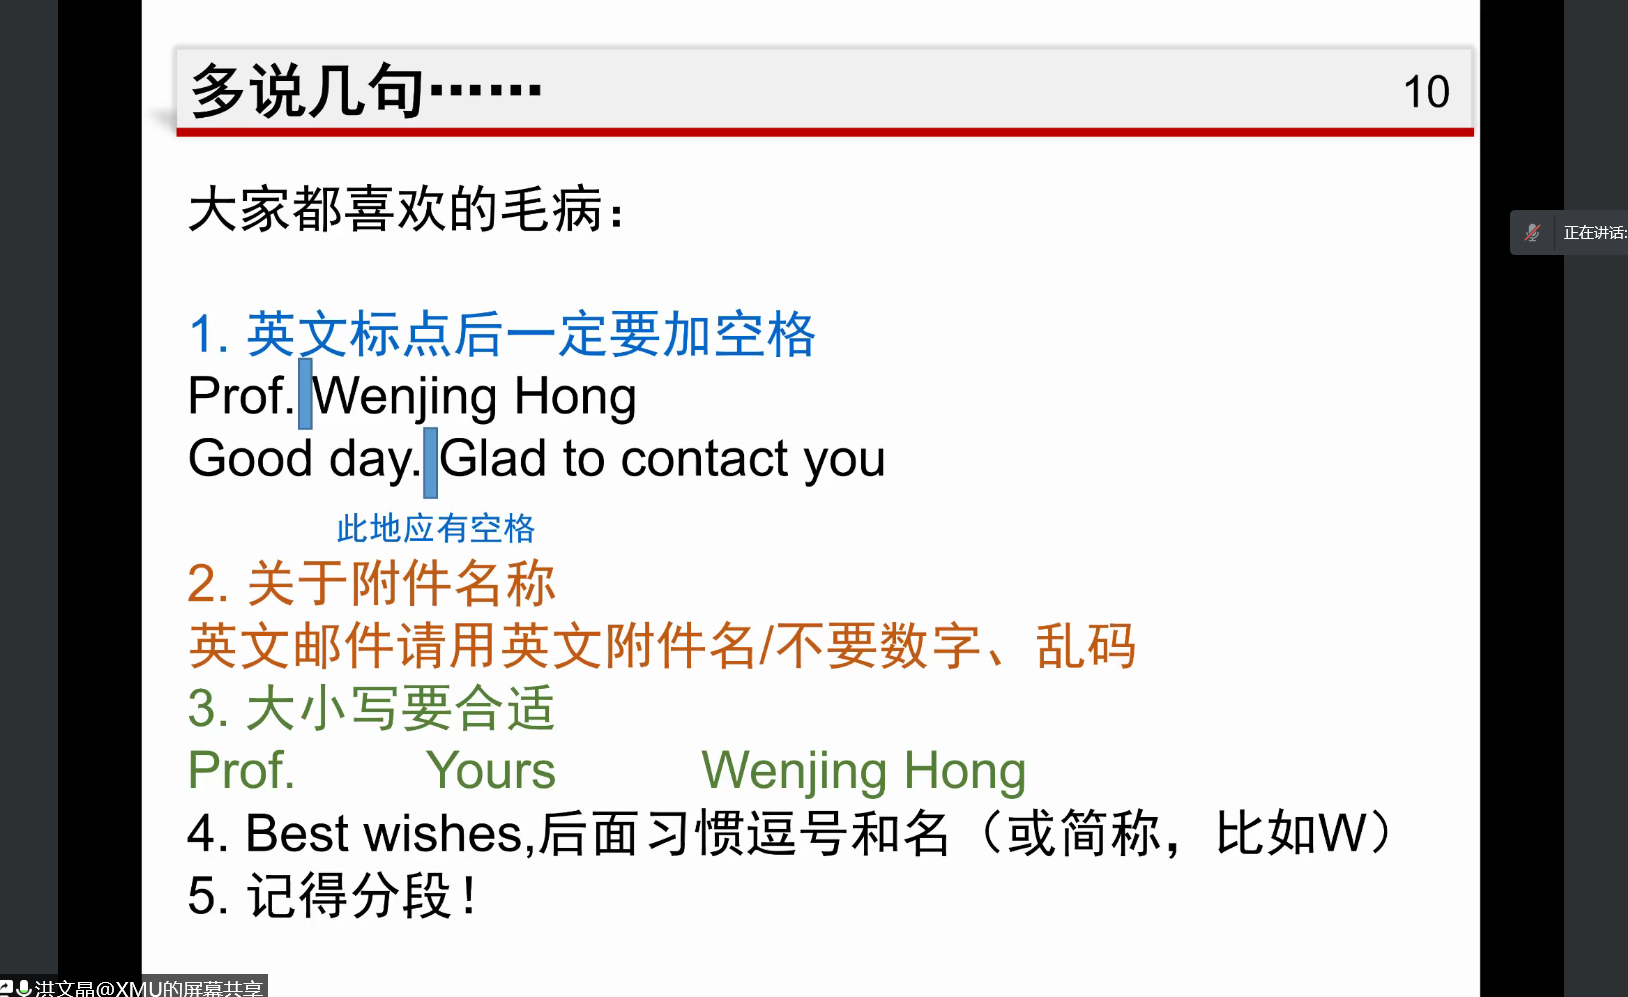 多说几句……
10
大家都喜欢的毛病：
正在讲话:
1. 英文标点后一定要加空格
Prof. Wenjing Hong
Good day. Glad to contact you
此地应有空格
2. 关于附件名称
英文邮件请用英文附件名/不要数字、乱码
3. 大小写要合适
Prof. Yours Wenjing Hong
4. Best wishes,后面习惯逗号和名（或简称，比如W）
5. 记得分段！
洪文晶@XMU的屏幕共享